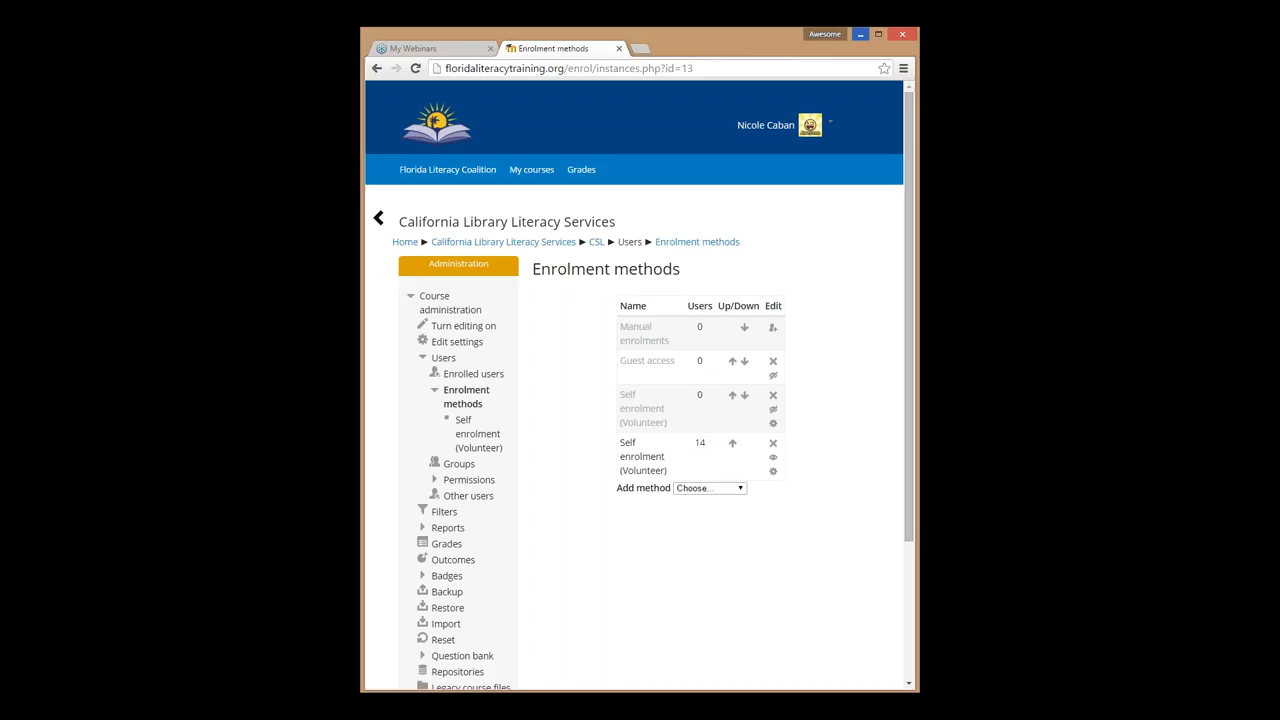 Awesome
My Webinars
Enrolment methods
floridaliteracytraining.org/enrol/instances.php?id=13
Nicole Caban
Florida Literacy Coalition My courses Grades
California Library Literacy Services
Home ► California Library Literacy Services ► CSL ► Users ► Enrolment methods
Administration
Course
administration
Turn editing on
Edit settings
Users
Enrolled users
Enrolment
methods
Self
enrolment
(Volunteer)
Groups
Permissions
Other users
Filters
Reports
Grades
Outcomes
Badges
Backup
Restore
Import
Reset
Question bank
Repositories
Legacy course files
Enrolment methods
Name Users Up/Down Edit
Manual 0
enrolments
Guest access 0
Self 0
enrolment
(Volunteer)
Self 14
enrolment
(Volunteer)
Add method Choose...